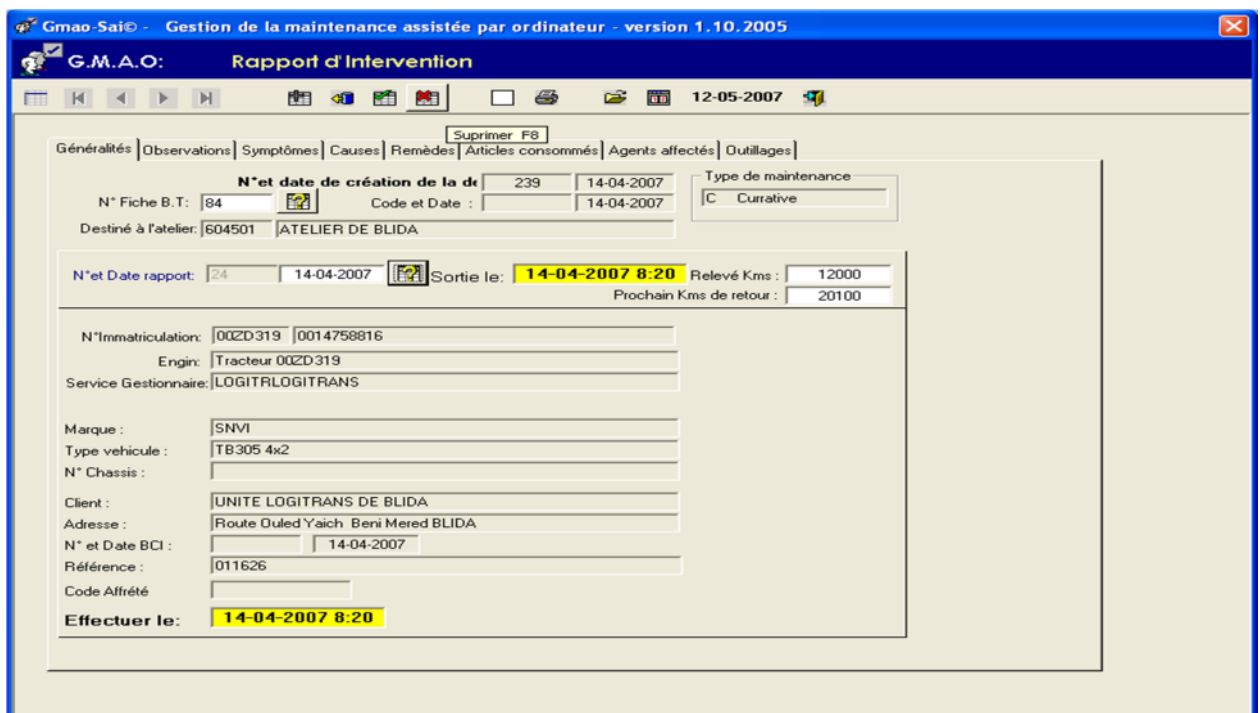 Gmao-Sai© - Gestion de la maintenance assistée par ordinateur - version 1.10.2005
G.M.A.O: Rapport d'Intervention
12-05-2007
Suprimer F8
Généralités Observations Symptômes Causes Remèdes Articles consommés Agents affectés Outillages
N°et date de création de la de 239 14-04-2007 Type de maintenance
N° Fiche B.T: 84 Code et Date : 14-04-2007 C Currative
Destiné à l'atelier: 604501 ATELIER DE BLIDA
N°et Date rapport: 24 14-04-2007 Sortie le: 14-04-2007 8:20 Relevé Kms : 12000
Prochain Kms de retour : 20100
N°Immatriculation: 00ZD319 0014758816
Engin: Tracteur 00ZD319
Service Gestionnaire: LOGITRLOGITRANS
Marque : SNVI
Type vehicule : TB305 4x2
N° Chassis :
Client : UNITE LOGITRANS DE BLIDA
Adresse : Route Ouled Yaich Beni Mered BLIDA
N° et Date BCI : 14-04-2007
Référence : 011626
Code Affrété
Effectuer le: 14-04-2007 8:20